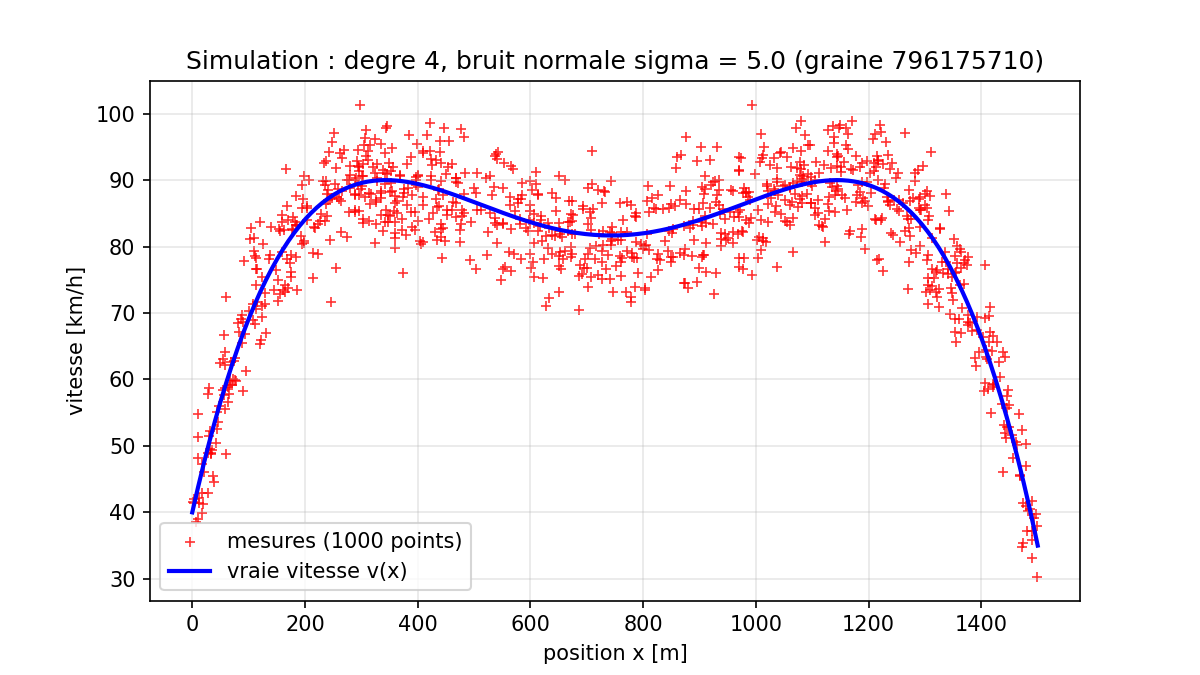 Simulation : degre 4, bruit normale sigma = 5.0 (graine 796175710)
100
90
80
70
60
50
40
30
vitesse [km/h]
mesures (1000 points)
vraie vitesse v(x)
0 200 400 600 800 1000 1200 1400
position x [m]